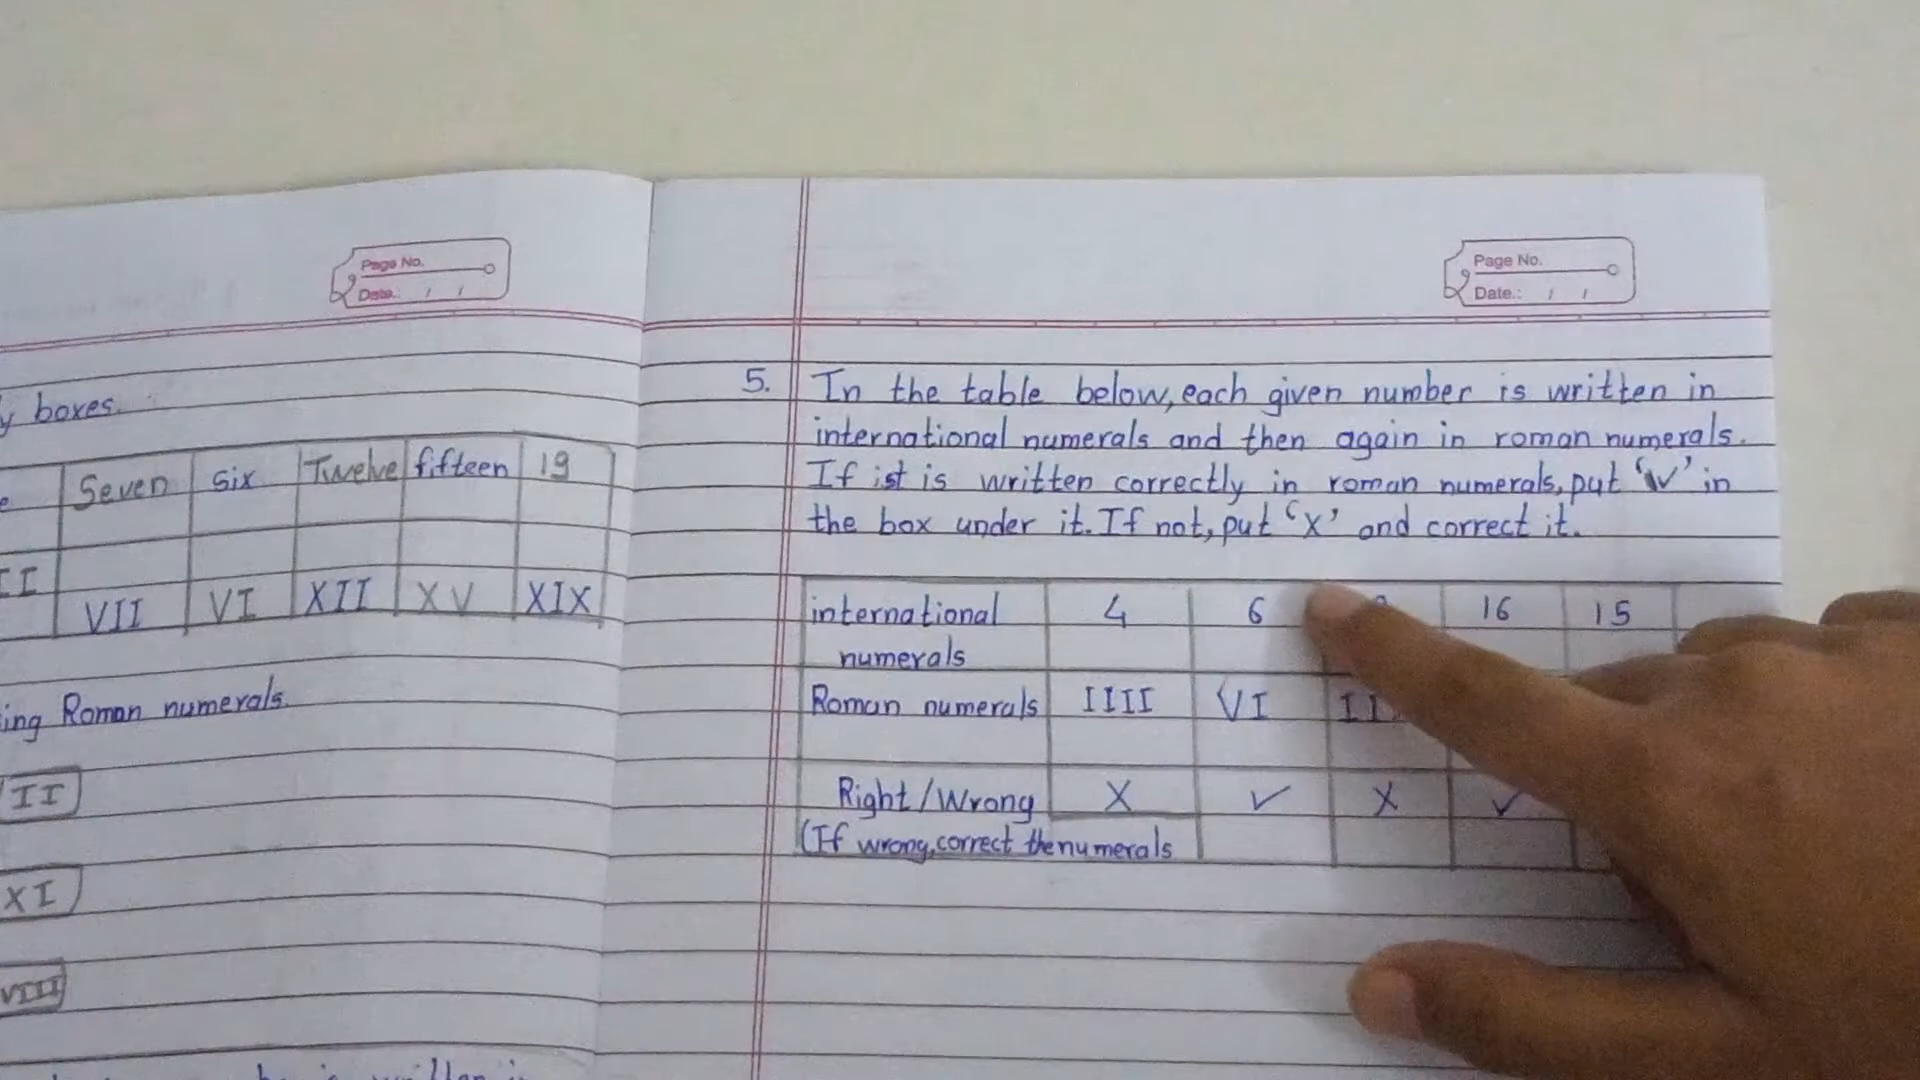 Page No.
Date.: / /
y boxes.
Seven six Twelve fifteen 19
II VII VI XII XV XIX
ing Roman numerals.
II
XI
VIII
Page No.
Date.: / /
5. In the table below, each given number is written in
international numerals and then again in roman numerals.
If ist is written correctly in roman numerals, put '✓' in
the box under it. If not, put 'X' and correct it.
international 4 6 16 15
numerals
Roman numerals IIII VI
Right/Wrong X ✓ X ✓
(If wrong, correct the numerals